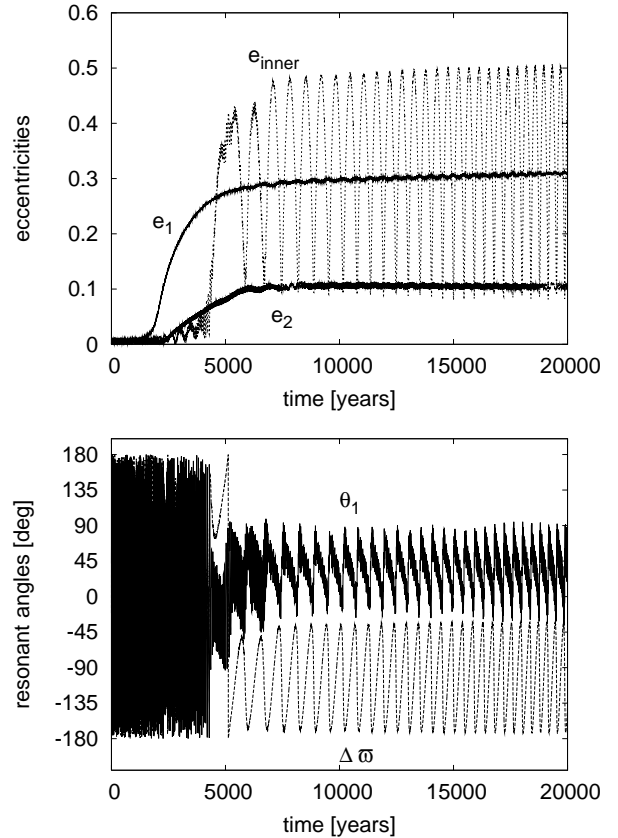 0.6
0.5
0.4
0.3
0.2
0.1
0
eccentricities
e_inner
e_1
e_2
0 5000 10000 15000 20000
time [years]
180
135
90
45
0
-45
-90
-135
-180
resonant angles [deg]
θ_1
Δ ϖ
0 5000 10000 15000 20000
time [years]